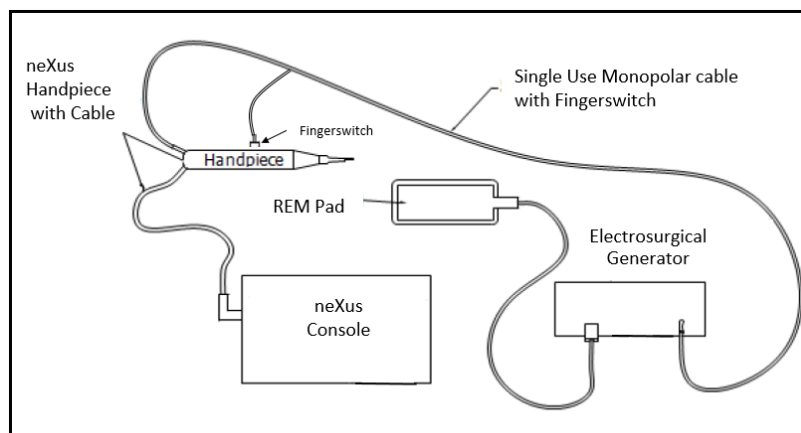 neXus
Handpiece
with Cable
Single Use Monopolar cable
with Fingerswitch
Fingerswitch
Handpiece
REM Pad
Electrosurgical
Generator
neXus
Console